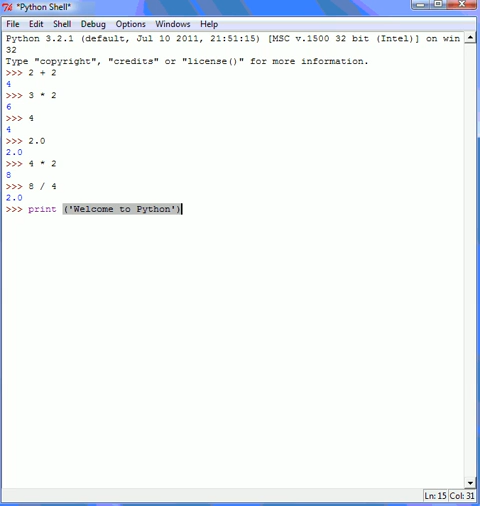 *Python Shell*
File Edit Shell Debug Options Windows Help
Python 3.2.1 (default, Jul 10 2011, 21:51:15) [MSC v.1500 32 bit (Intel)] on win
32
Type "copyright", "credits" or "license()" for more information.
>>> 2 + 2
4
>>> 3 * 2
6
>>> 4
4
>>> 2.0
2.0
>>> 4 * 2
8
>>> 8 / 4
2.0
>>> print ('Welcome to Python')
Ln: 15 Col: 31